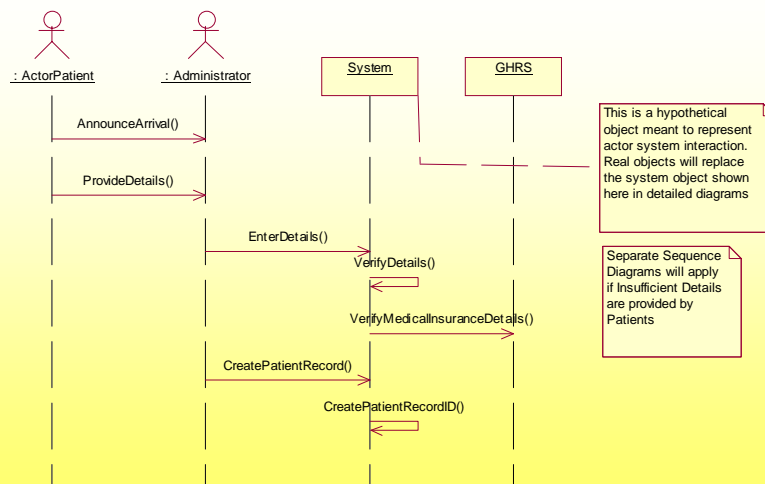 : ActorPatient
: Administrator
System
GHRS
AnnounceArrival()
ProvideDetails()
EnterDetails()
VerifyDetails()
VerifyMedicalInsuranceDetails()
CreatePatientRecord()
CreatePatientRecordID()
This is a hypothetical
object meant to represent
actor system interaction.
Real objects will replace
the system object shown
here in detailed diagrams
Separate Sequence
Diagrams will apply
if Insufficient Details
are provided by
Patients